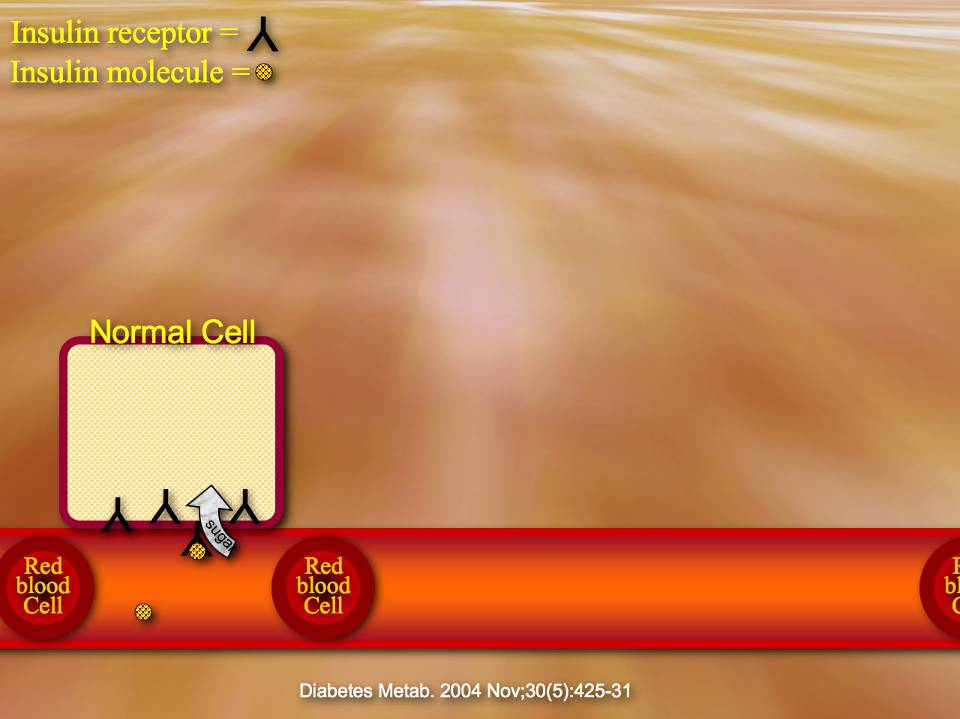 Insulin receptor =
Insulin molecule =
Normal Cell
sugar
Red
blood
Cell
Red
blood
Cell
Diabetes Metab. 2004 Nov;30(5):425-31